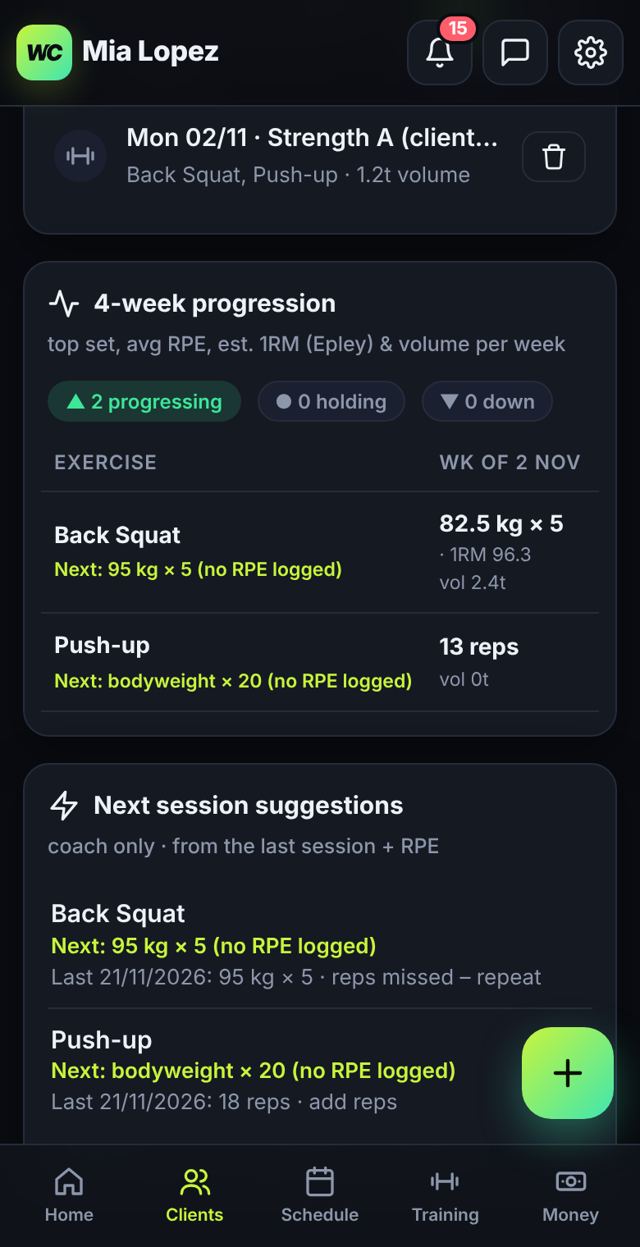 WC
Mia Lopez
15
Mon 02/11 · Strength A (client...
Back Squat, Push-up · 1.2t volume
4-week progression
top set, avg RPE, est. 1RM (Epley) & volume per week
▲ 2 progressing
● 0 holding
▼ 0 down
EXERCISE
WK OF 2 NOV
Back Squat
Next: 95 kg × 5 (no RPE logged)
82.5 kg × 5
· 1RM 96.3
vol 2.4t
Push-up
Next: bodyweight × 20 (no RPE logged)
13 reps
vol 0t
Next session suggestions
coach only · from the last session + RPE
Back Squat
Next: 95 kg × 5 (no RPE logged)
Last 21/11/2026: 95 kg × 5 · reps missed – repeat
Push-up
Next: bodyweight × 20 (no RPE logged)
Last 21/11/2026: 18 reps · add reps
+
Home
Clients
Schedule
Training
Money